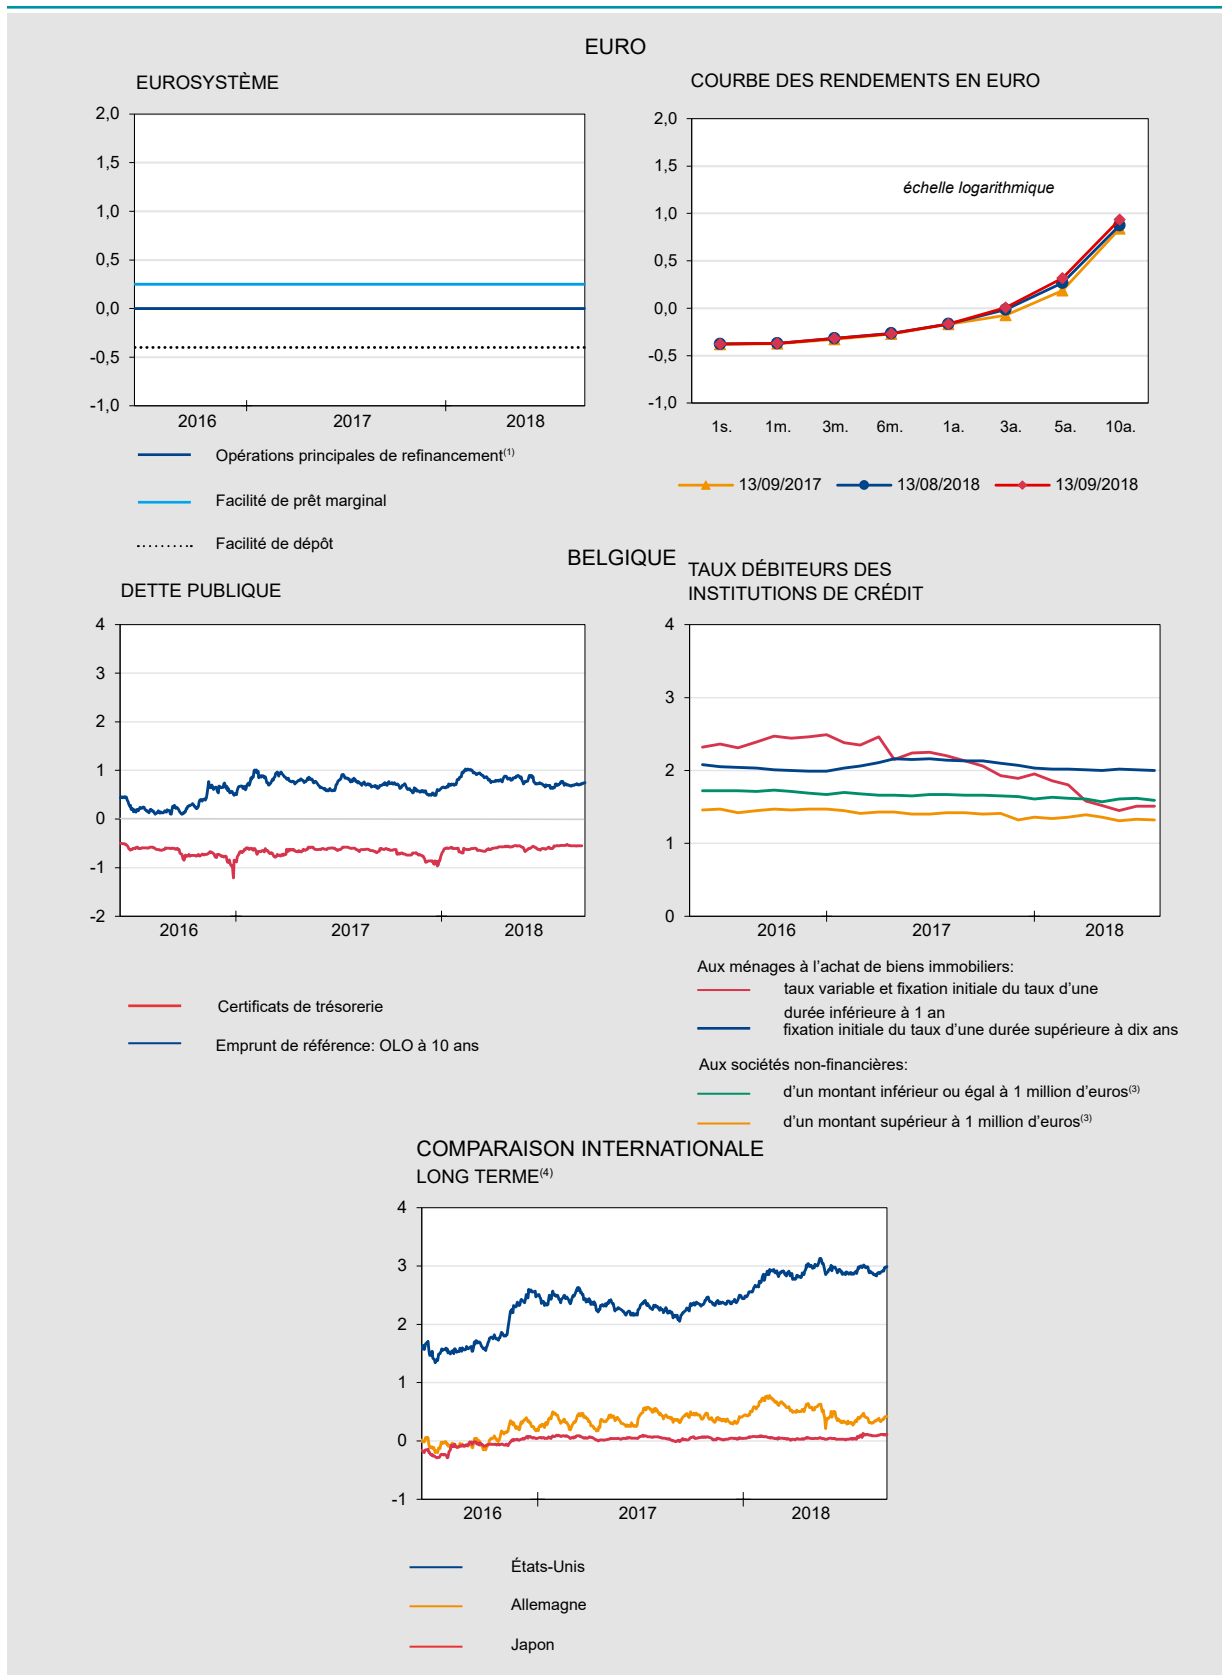 EURO
EUROSYSTÈME
2,0
1,5
1,0
0,5
0,0
-0,5
-1,0
2016 2017 2018
Opérations principales de refinancement(1)
Facilité de prêt marginal
Facilité de dépôt
COURBE DES RENDEMENTS EN EURO
2,0
1,5
1,0
0,5
0,0
-0,5
-1,0
échelle logarithmique
1s. 1m. 3m. 6m. 1a. 3a. 5a. 10a.
13/09/2017 13/08/2018 13/09/2018
BELGIQUE
DETTE PUBLIQUE
4
3
2
1
0
-1
-2
2016 2017 2018
Certificats de trésorerie
Emprunt de référence: OLO à 10 ans
TAUX DÉBITEURS DES
INSTITUTIONS DE CRÉDIT
4
3
2
1
0
2016 2017 2018
Aux ménages à l’achat de biens immobiliers:
taux variable et fixation initiale du taux d’une
durée inférieure à 1 an
fixation initiale du taux d’une durée supérieure à dix ans
Aux sociétés non-financières:
d’un montant inférieur ou égal à 1 million d’euros(3)
d’un montant supérieur à 1 million d’euros(3)
COMPARAISON INTERNATIONALE
LONG TERME(4)
4
3
2
1
0
-1
2016 2017 2018
États-Unis
Allemagne
Japon